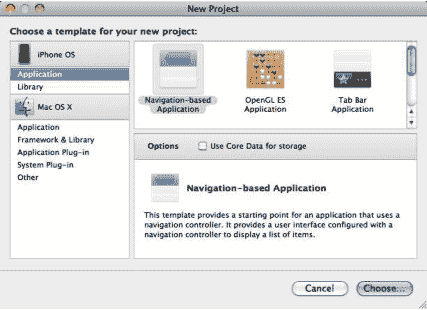 New Project
Choose a template for your new project:
iPhone OS
Application
Library
Mac OS X
Application
Framework & Library
Application Plug-in
System Plug-in
Other
Navigation-based
Application
OpenGL ES
Application
Tab Bar
Application
Options
Use Core Data for storage
Navigation-based Application
This template provides a starting point for an application that uses a
navigation controller. It provides a user interface configured with a
navigation controller to display a list of items.
Cancel
Choose...